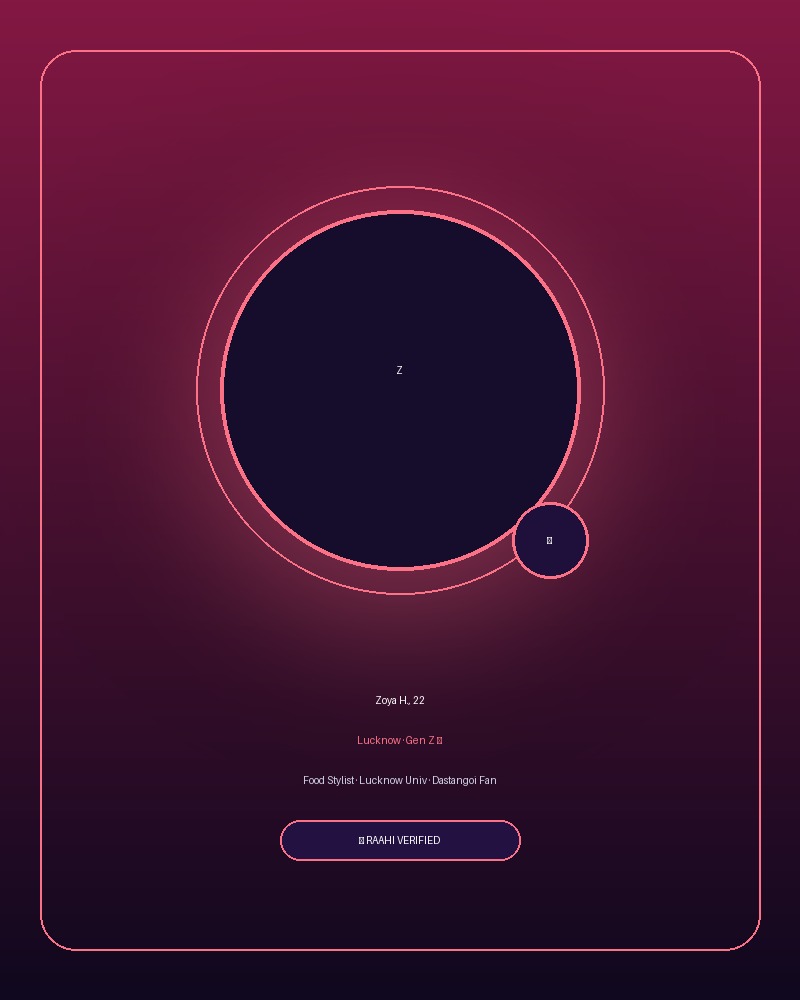 Z
Zoya H., 22
Lucknow · Gen Z
Food Stylist · Lucknow Univ · Dastangoi Fan
RAAHI VERIFIED